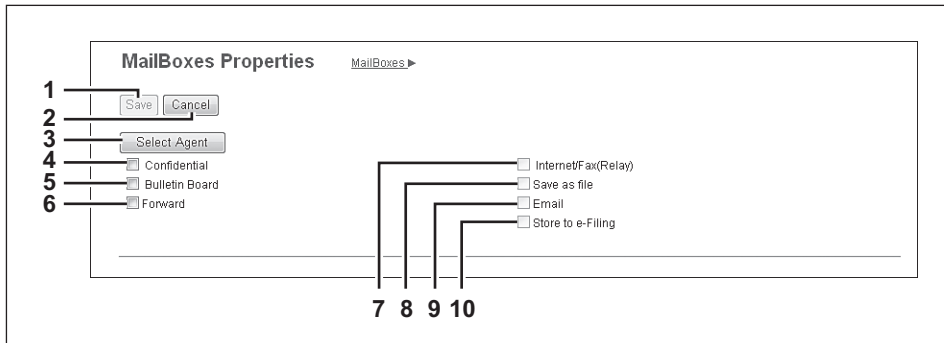 MailBoxes Properties MailBoxes ▶
1 2 Save Cancel
3 Select Agent
4 Confidential 
Internet/Fax(Relay)
5 Bulletin Board
Save as file
6 Forward
Email
Store to e-Filing
7 8 9 10